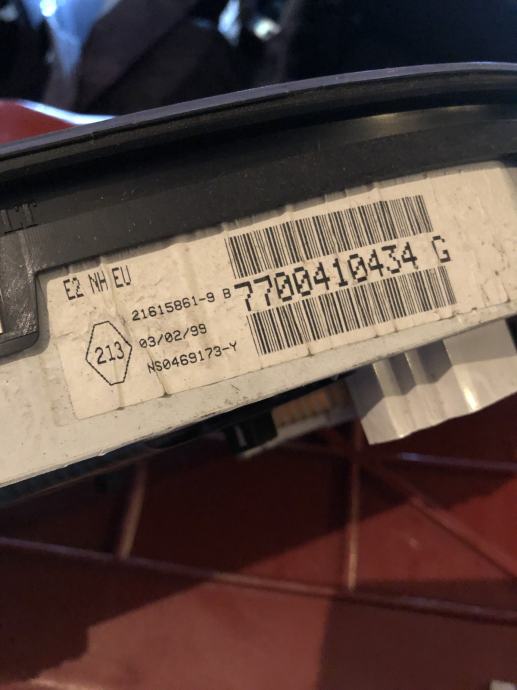 E2 NH EU
21615861-9 B
7700410434 G
213
03/02/99
NS0469173-Y